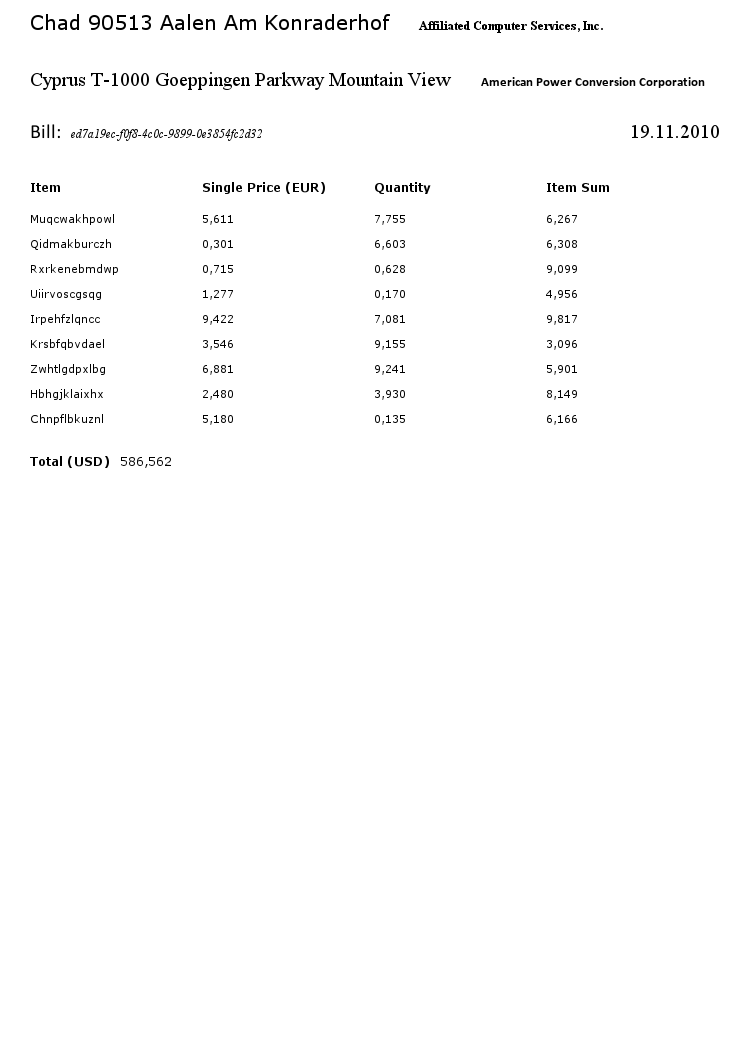 Chad 90513 Aalen Am Konraderhof Affiliated Computer Services, Inc.
Cyprus T-1000 Goeppingen Parkway Mountain View American Power Conversion Corporation
Bill: ed7a19ec-f0f8-4c0c-9899-0e3854fc2d32 19.11.2010
Item Single Price (EUR) Quantity Item Sum
Muqcwakhpowl 5,611 7,755 6,267
Qidmakburczh 0,301 6,603 6,308
Rxrkenebmdwp 0,715 0,628 9,099
Uiirvoscgsqg 1,277 0,170 4,956
Irpehfzlqncc 9,422 7,081 9,817
Krsbfqbvdael 3,546 9,155 3,096
Zwhtlgdpxlbg 6,881 9,241 5,901
Hbhgjklaixhx 2,480 3,930 8,149
Chnpflbkuznl 5,180 0,135 6,166
Total (USD) 586,562